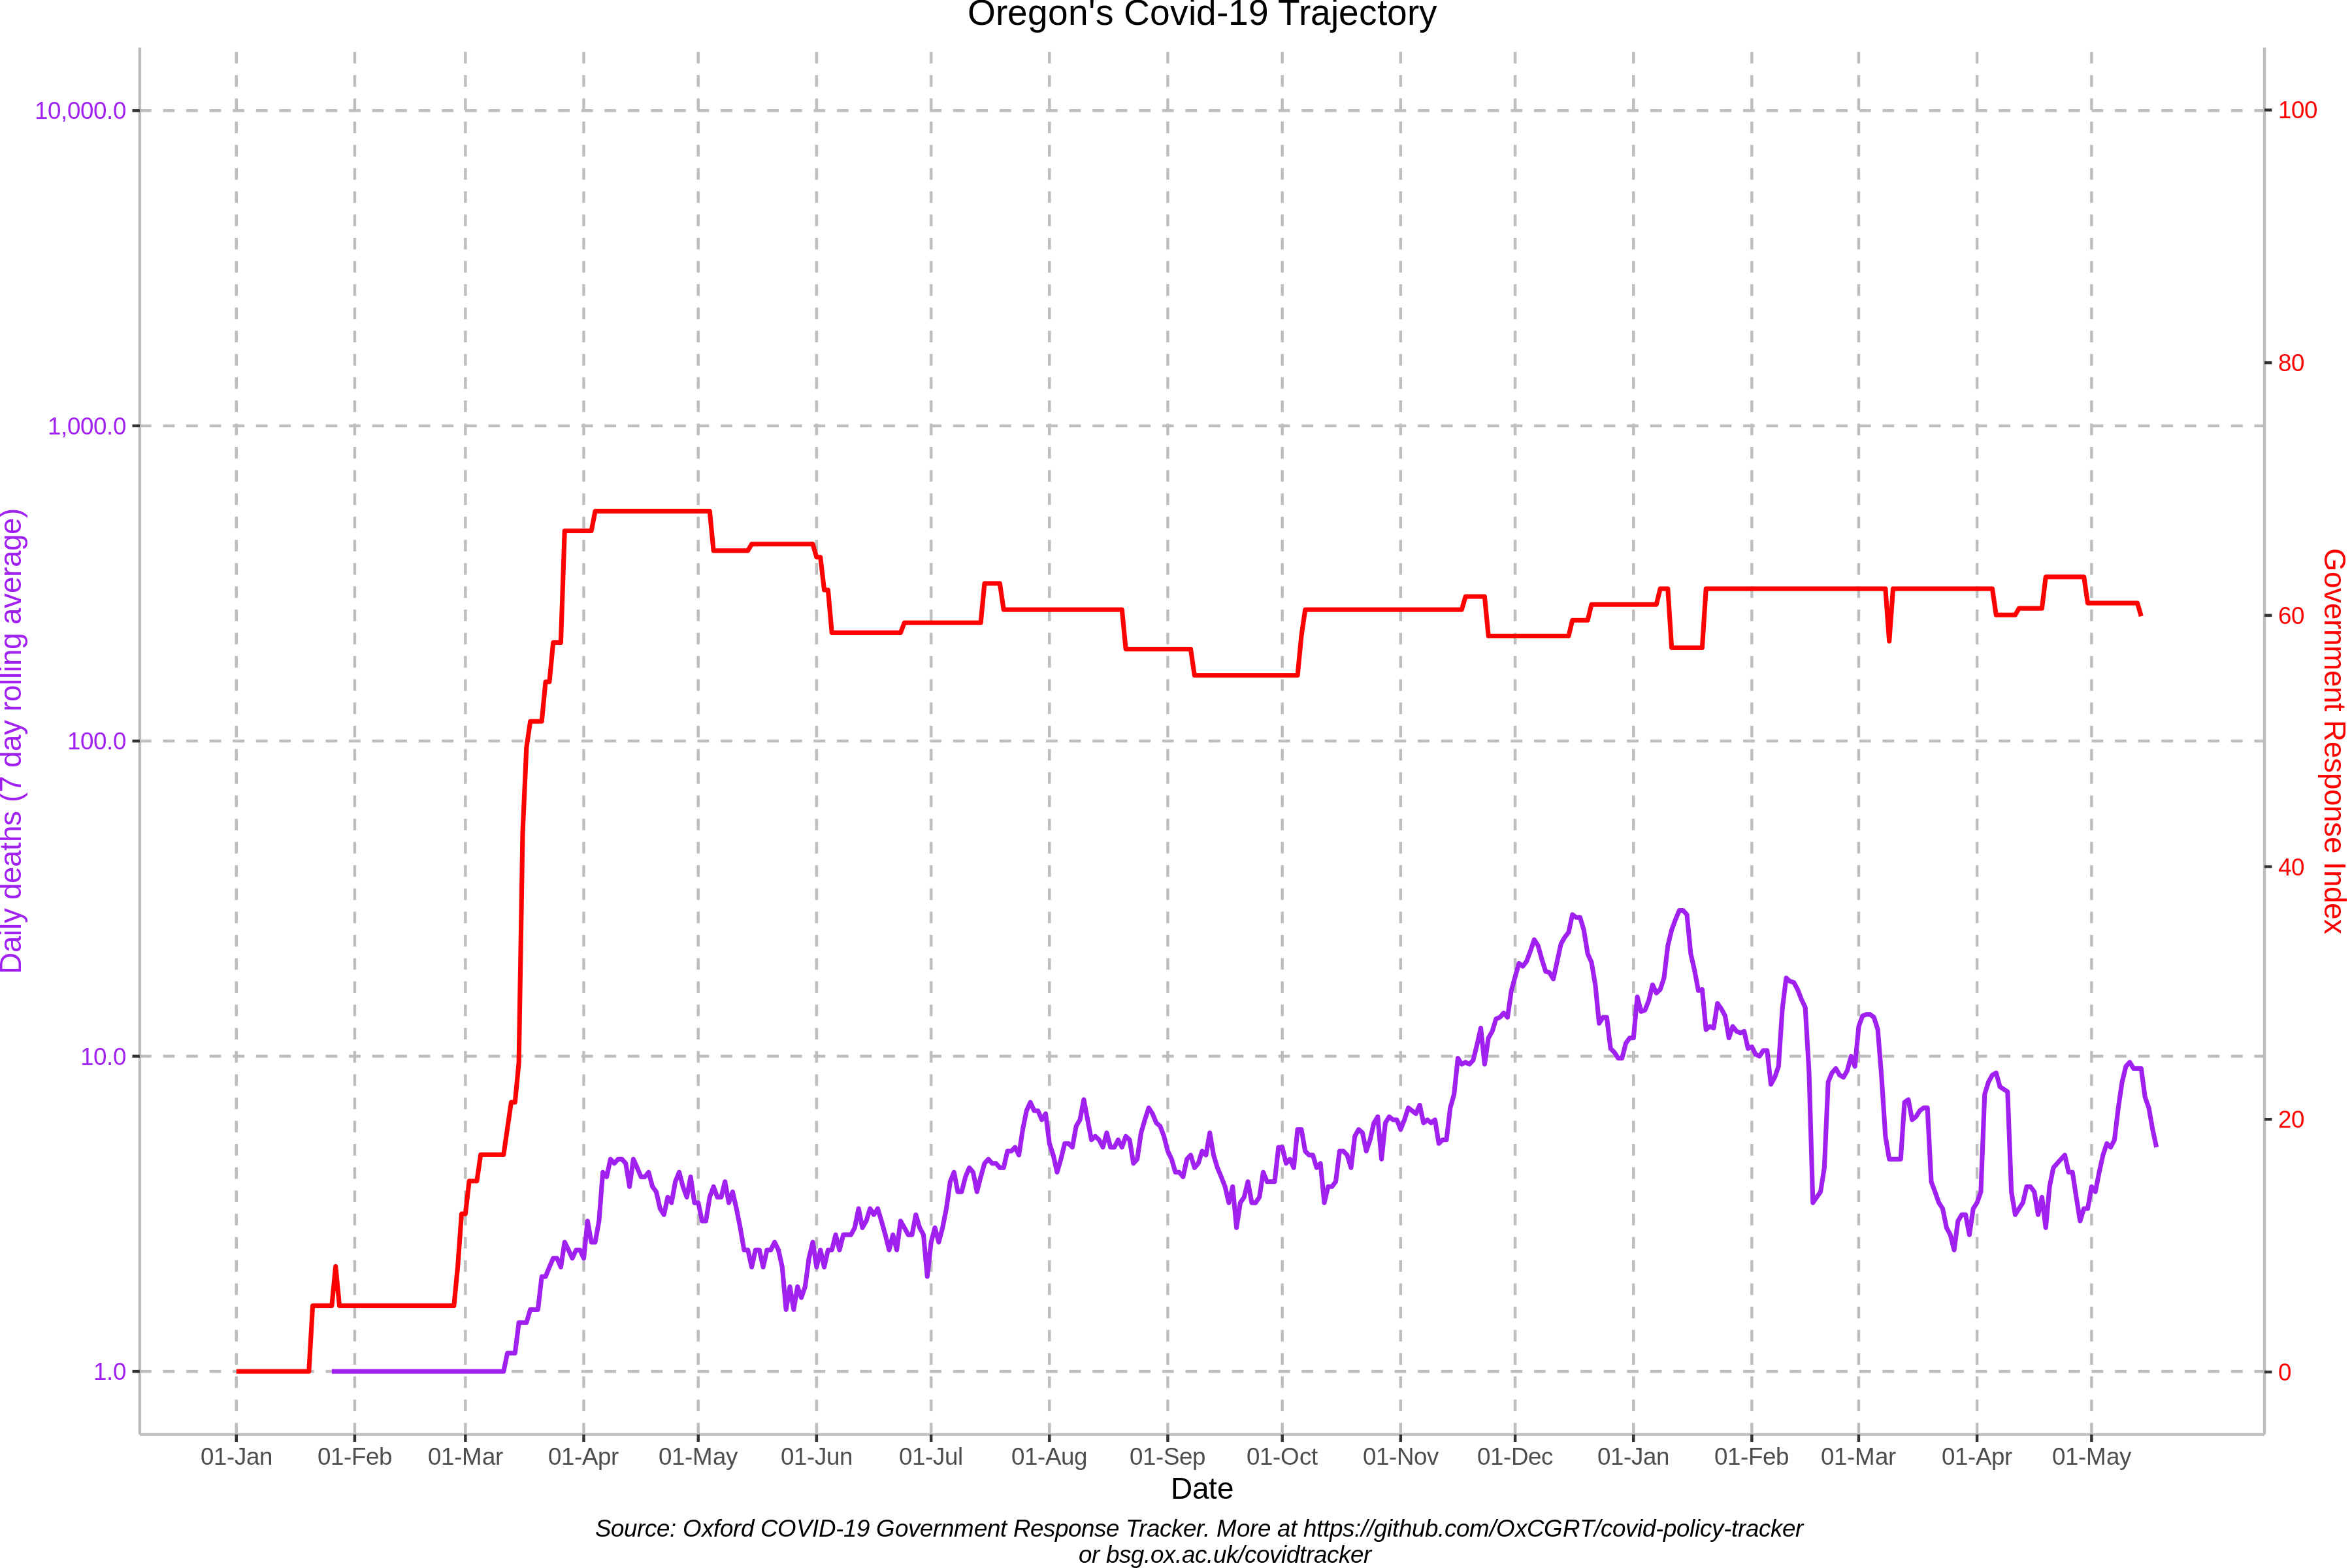 Oregon's Covid-19 Trajectory
10,000.0
1,000.0
100.0
10.0
1.0
Daily deaths (7 day rolling average)
100
80
60
40
20
0
Government Response Index
01-Jan
01-Feb
01-Mar
01-Apr
01-May
01-Jun
01-Jul
01-Aug
01-Sep
01-Oct
01-Nov
01-Dec
01-Jan
01-Feb
01-Mar
01-Apr
01-May
Date
Source: Oxford COVID-19 Government Response Tracker. More at https://github.com/OxCGRT/covid-policy-tracker
or bsg.ox.ac.uk/covidtracker